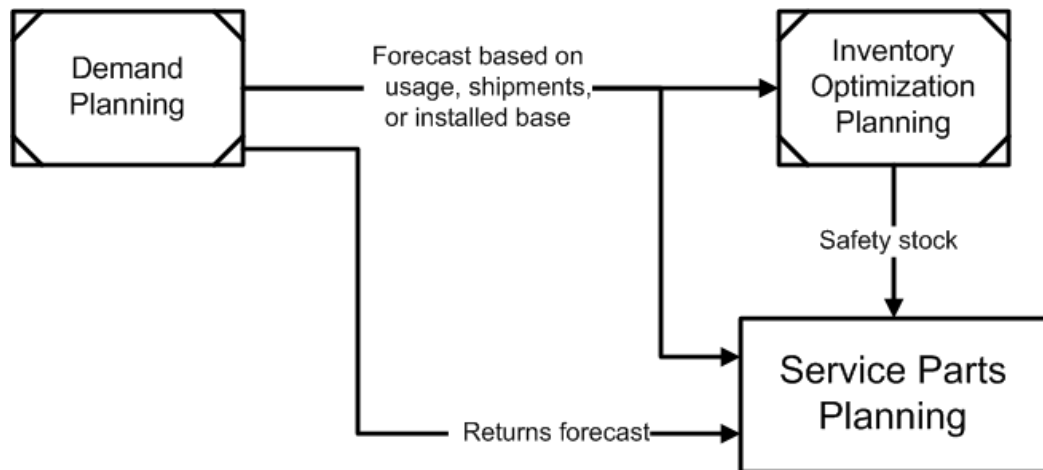 Demand
Planning
Forecast based on
usage, shipments,
or installed base
Inventory
Optimization
Planning
Safety stock
Service Parts
Planning
Returns forecast